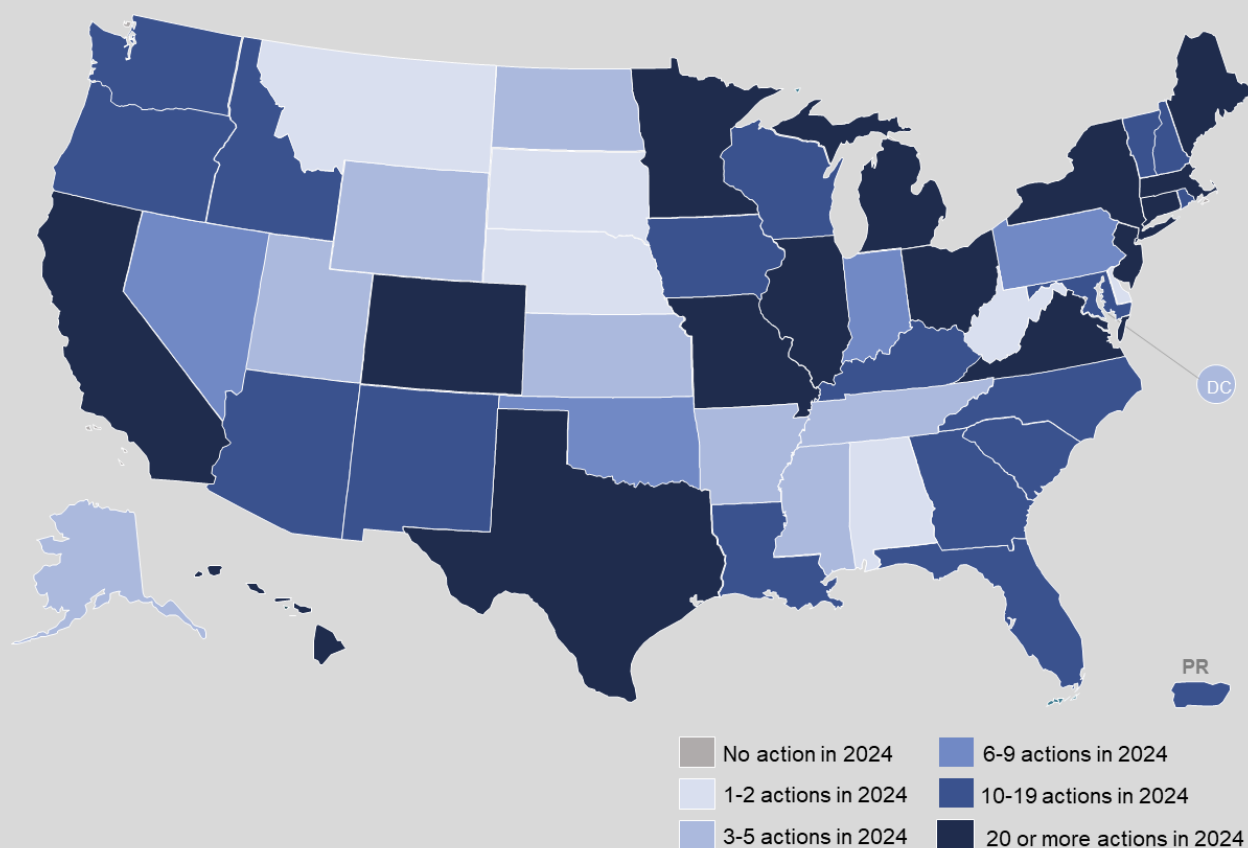 DC
PR
No action in 2024
6-9 actions in 2024
1-2 actions in 2024
10-19 actions in 2024
3-5 actions in 2024
20 or more actions in 2024